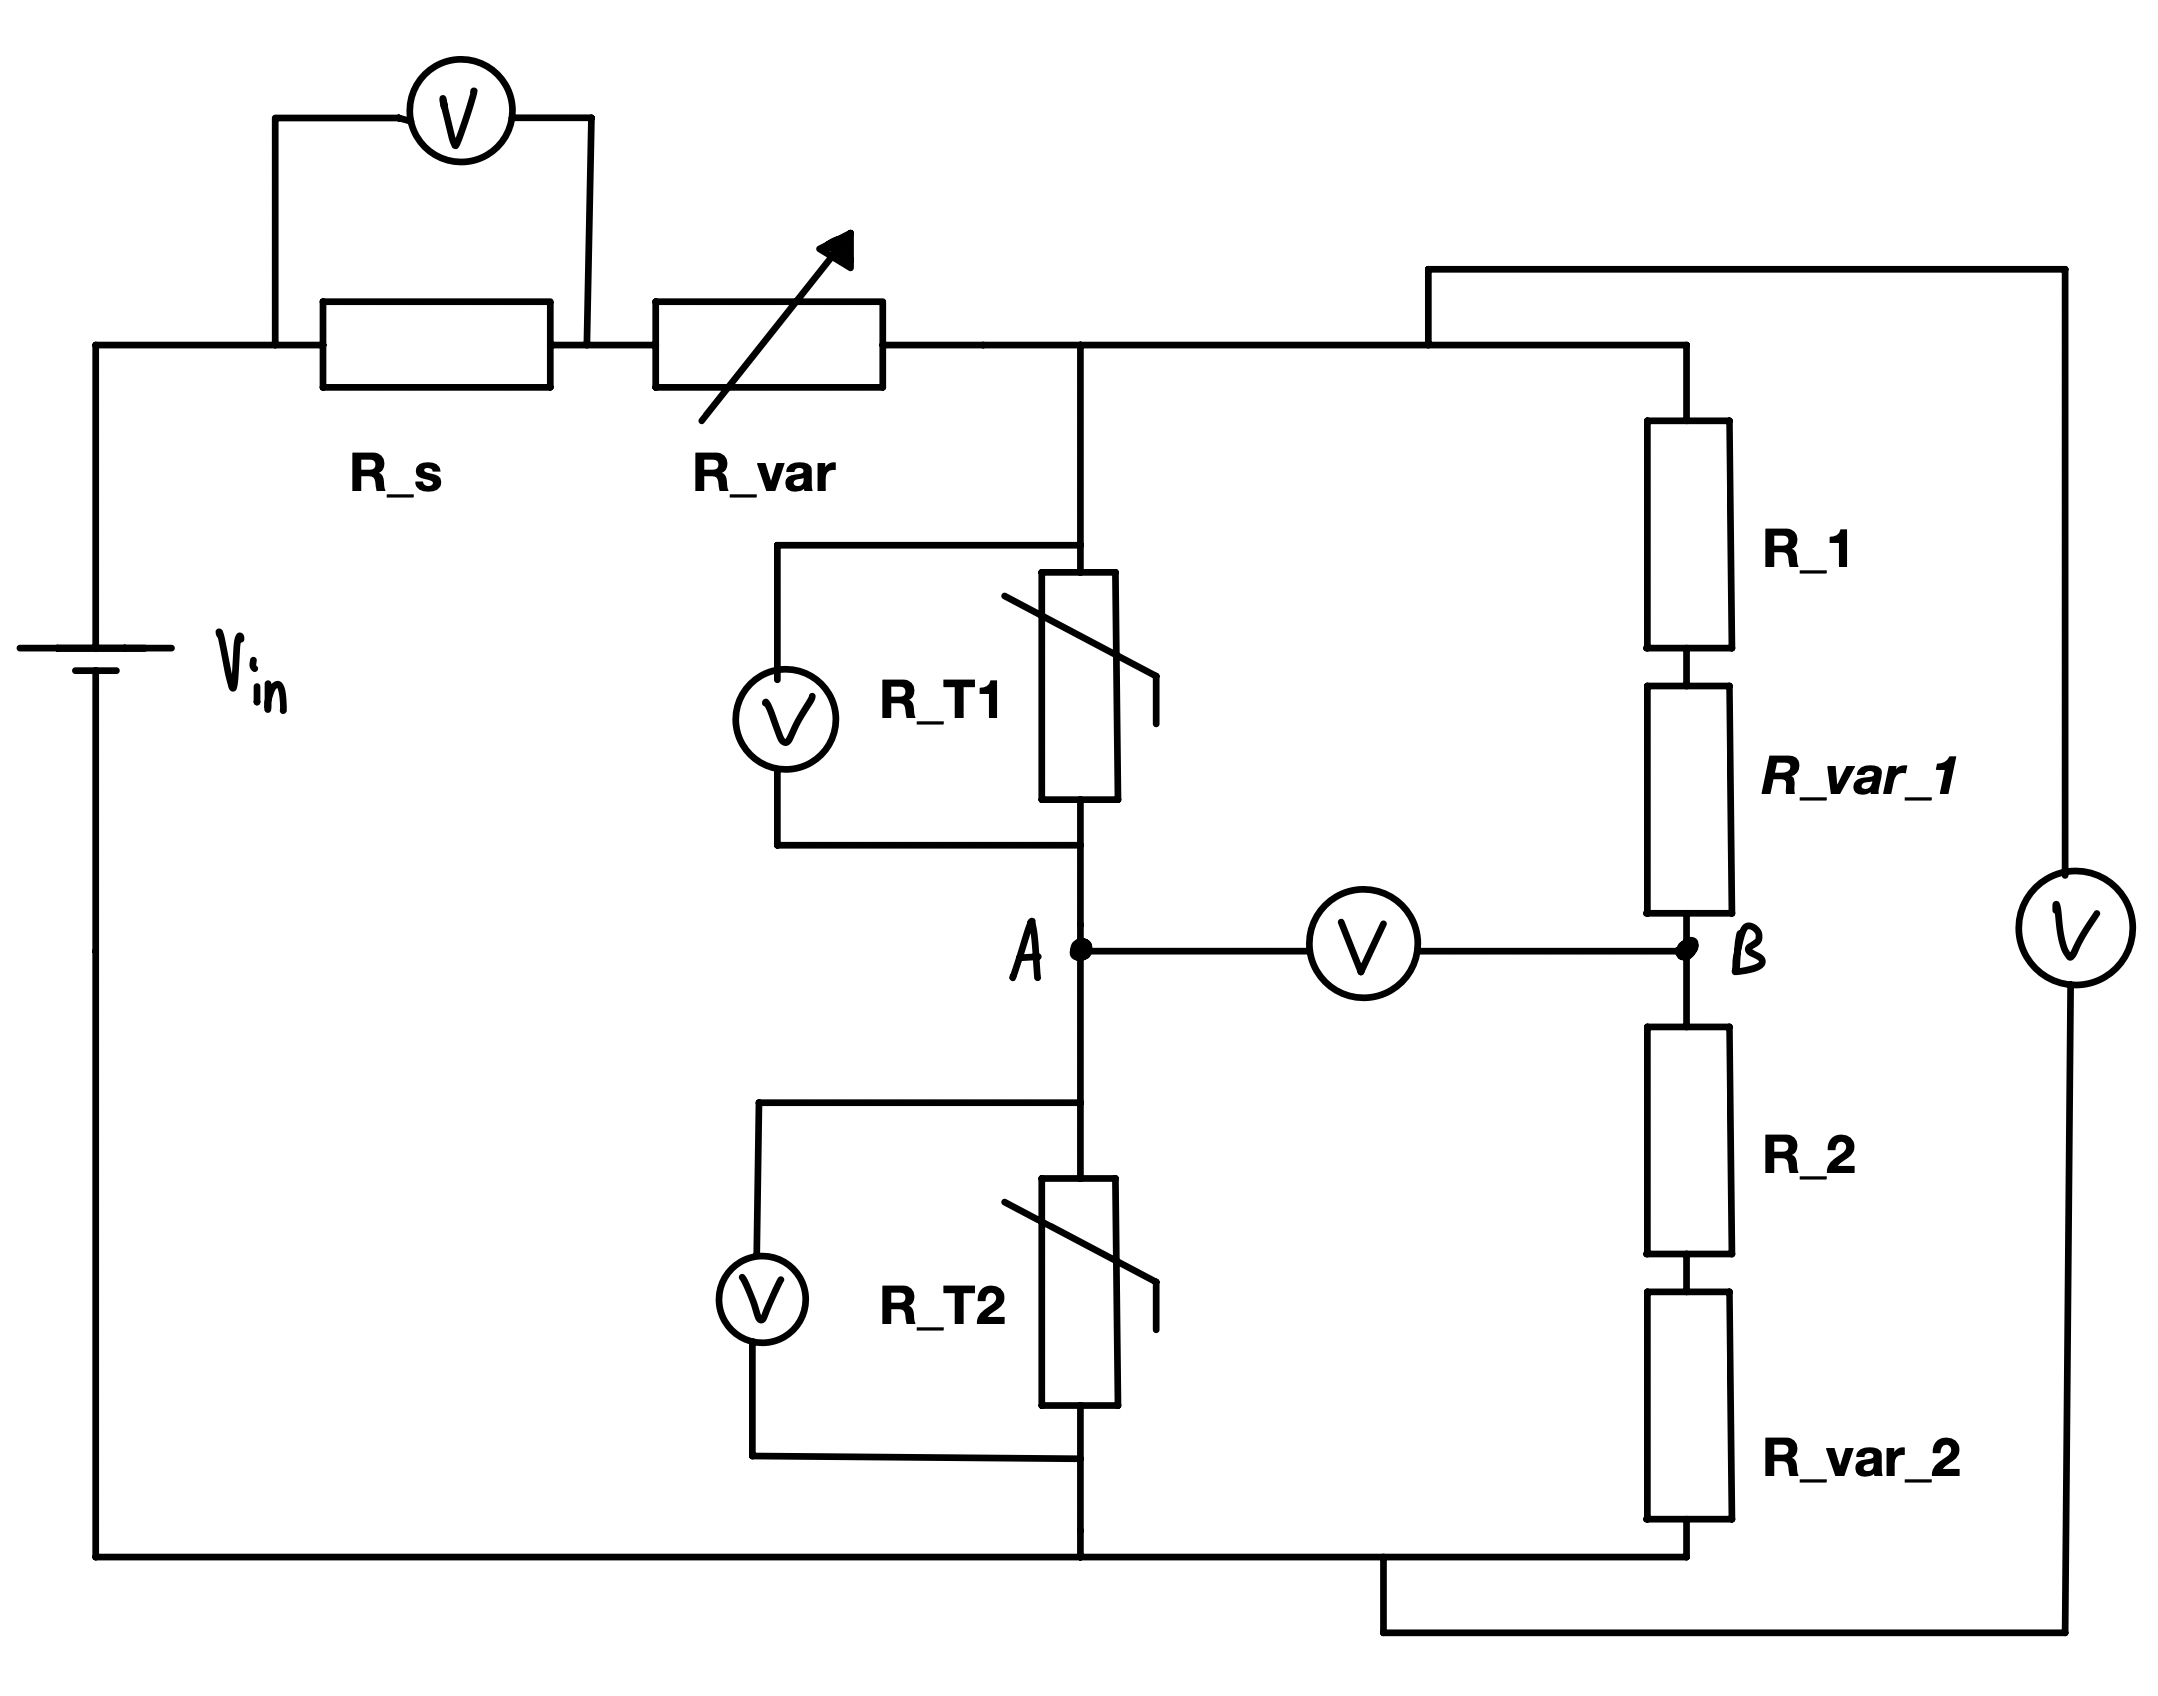 V
R_s
R_var
R_1
V_in
R_T1
V
R_var_1
A
V
B
V
R_2
R_T2
V
R_var_2